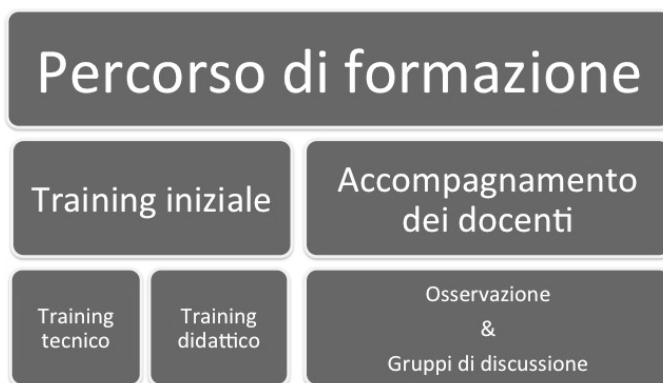 Percorso di formazione
Training iniziale
Accompagnamento
dei docenti
Training
tecnico
Training
didattico
Osservazione
&
Gruppi di discussione